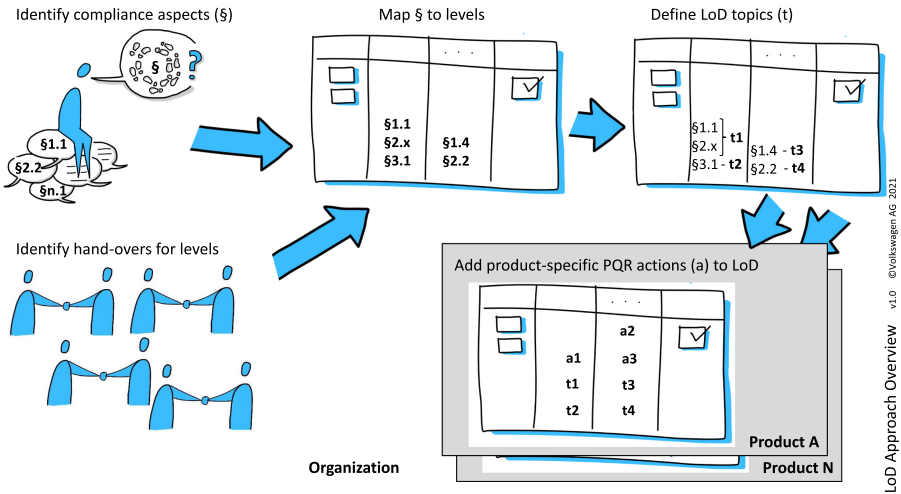 Identify compliance aspects (§)
§
?
§1.1
§2.2
§n.1
Map § to levels
. . .
§1.1
§2.x
§3.1
§1.4
§2.2
Define LoD topics (t)
. . .
§1.1
§2.x
- t1
§3.1 - t2
§1.4 - t3
§2.2 - t4
Identify hand-overs for levels
Add product-specific PQR actions (a) to LoD
. . .
a1
t1
t2
a2
a3
t3
t4
Product A
Product N
Organization
LoD Approach Overview v1.0 ©Volkswagen AG 2021